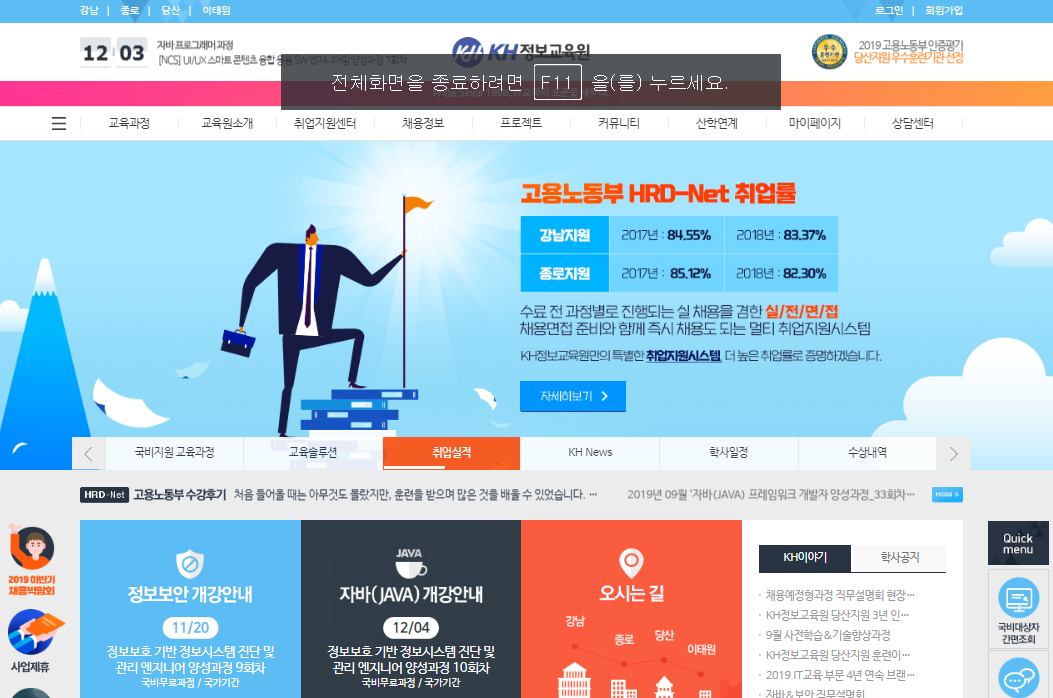 강남 | 종로 | 당산 | 이태원
로그인 | 회원가입
12 03
자바 프로그래머 과정
[NCS] UI/UX 스마트 콘텐츠 융합 응용 SW 엔지니어링 양성과정 7회차
KH 정보교육원
2019 고용노동부 인증평가
당산지원 우수훈련기관 선정
전체화면을 종료하려면 F11 을(를) 누르세요.
교육과정 교육원소개 취업지원센터 채용정보 프로젝트 커뮤니티 산학연계 마이페이지 상담센터
고용노동부 HRD-Net 취업률
강남지원 2017년 : 84.55% 2018년 : 83.37%
종로지원 2017년 : 85.12% 2018년 : 82.30%
수료 전 과정별로 진행되는 실 채용을 겸한 실/전/면/접
채용면접 준비와 함께 즉시 채용도 되는 멀티 취업지원시스템
KH정보교육원만의 특별한 취업지원시스템, 더 높은 취업률로 증명하겠습니다.
자세히보기 >
국비지원 교육과정 교육솔루션 취업실적 KH News 학사일정 수상내역
HRD-Net 고용노동부 수강후기 처음 들어올 때는 아무것도 몰랐지만, 훈련을 받으며 많은 것을 배울 수 있었습니다. ···
2019년 09월 '자바(JAVA) 프레임워크 개발자 양성과정_33회차···
MORE >
2019 하반기
채용박람회
사업제휴
정보보안 개강안내
11/20
정보보호 기반 정보시스템 진단 및
관리 엔지니어 양성과정 9회차
국비무료과정 / 국가기간
JAVA
자바(JAVA) 개강안내
12/04
정보보호 기반 정보시스템 진단 및
관리 엔지니어 양성과정 10회차
국비무료과정 / 국가기간
오시는 길
강남
종로
당산
이태원
KH이야기 학사공지
· 채용예정형과정 직무설명회 현장···
· KH정보교육원 당산지원 3년 인···
· 9월 사전학습&기술향상과정
· KH정보교육원 당산지원 훈련이···
· 2019 IT교육 부문 4년 연속 브랜···
· 자바&보안 직무설명회
Quick
menu
국비대상자
간편조회